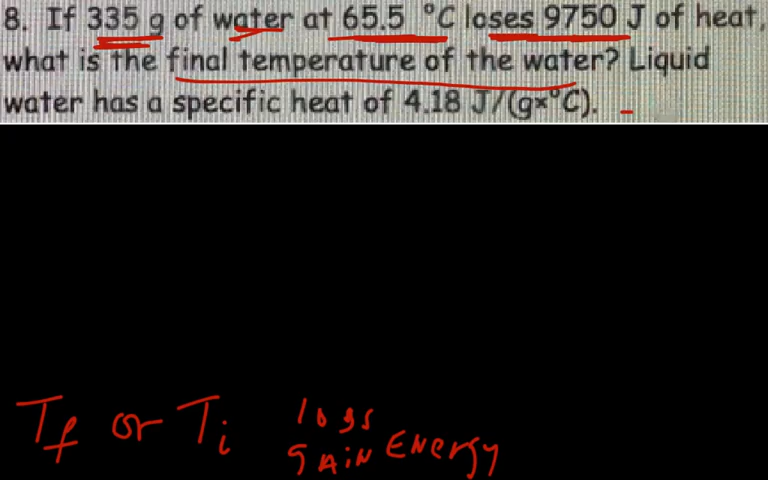 8. If 335 g of water at 65.5 °C loses 9750 J of heat,
what is the final temperature of the water? Liquid
water has a specific heat of 4.18 J/(g×°C).
Tf or Ti loss
gain Energy